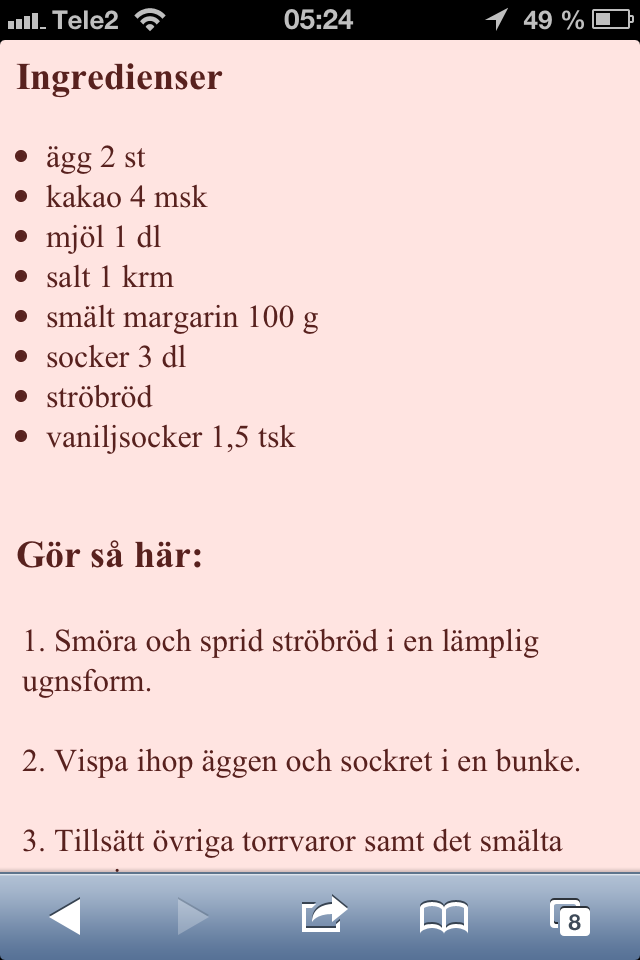 Tele2 05:24 49 %
Ingredienser
ägg 2 st
kakao 4 msk
mjöl 1 dl
salt 1 krm
smält margarin 100 g
socker 3 dl
ströbröd
vaniljsocker 1,5 tsk
Gör så här:
1. Smöra och sprid ströbröd i en lämplig
ugnsform.
2. Vispa ihop äggen och sockret i en bunke.
3. Tillsätt övriga torrvaror samt det smälta
8